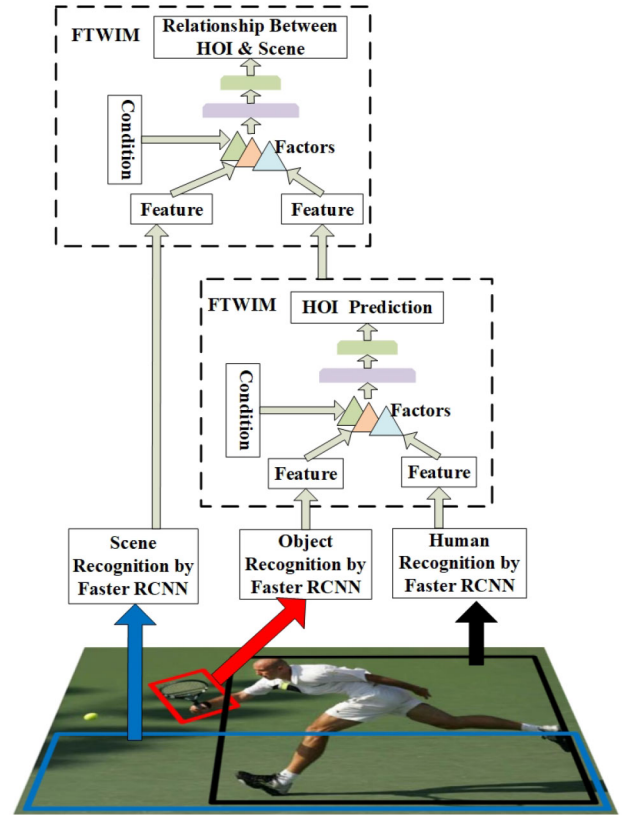 FTWIM
Relationship Between
HOI & Scene
Condition
Factors
Feature
Feature
FTWIM
HOI Prediction
Condition
Factors
Feature
Feature
Scene
Recognition by
Faster RCNN
Object
Recognition by
Faster RCNN
Human
Recognition by
Faster RCNN